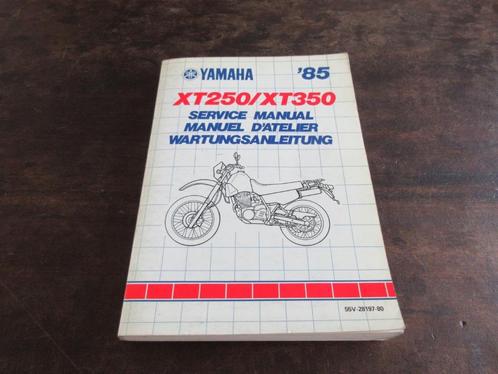 YAMAHA '85
XT250/XT350
SERVICE MANUAL
MANUEL D'ATELIER
WARTUNGSANLEITUNG
55V-28197-80